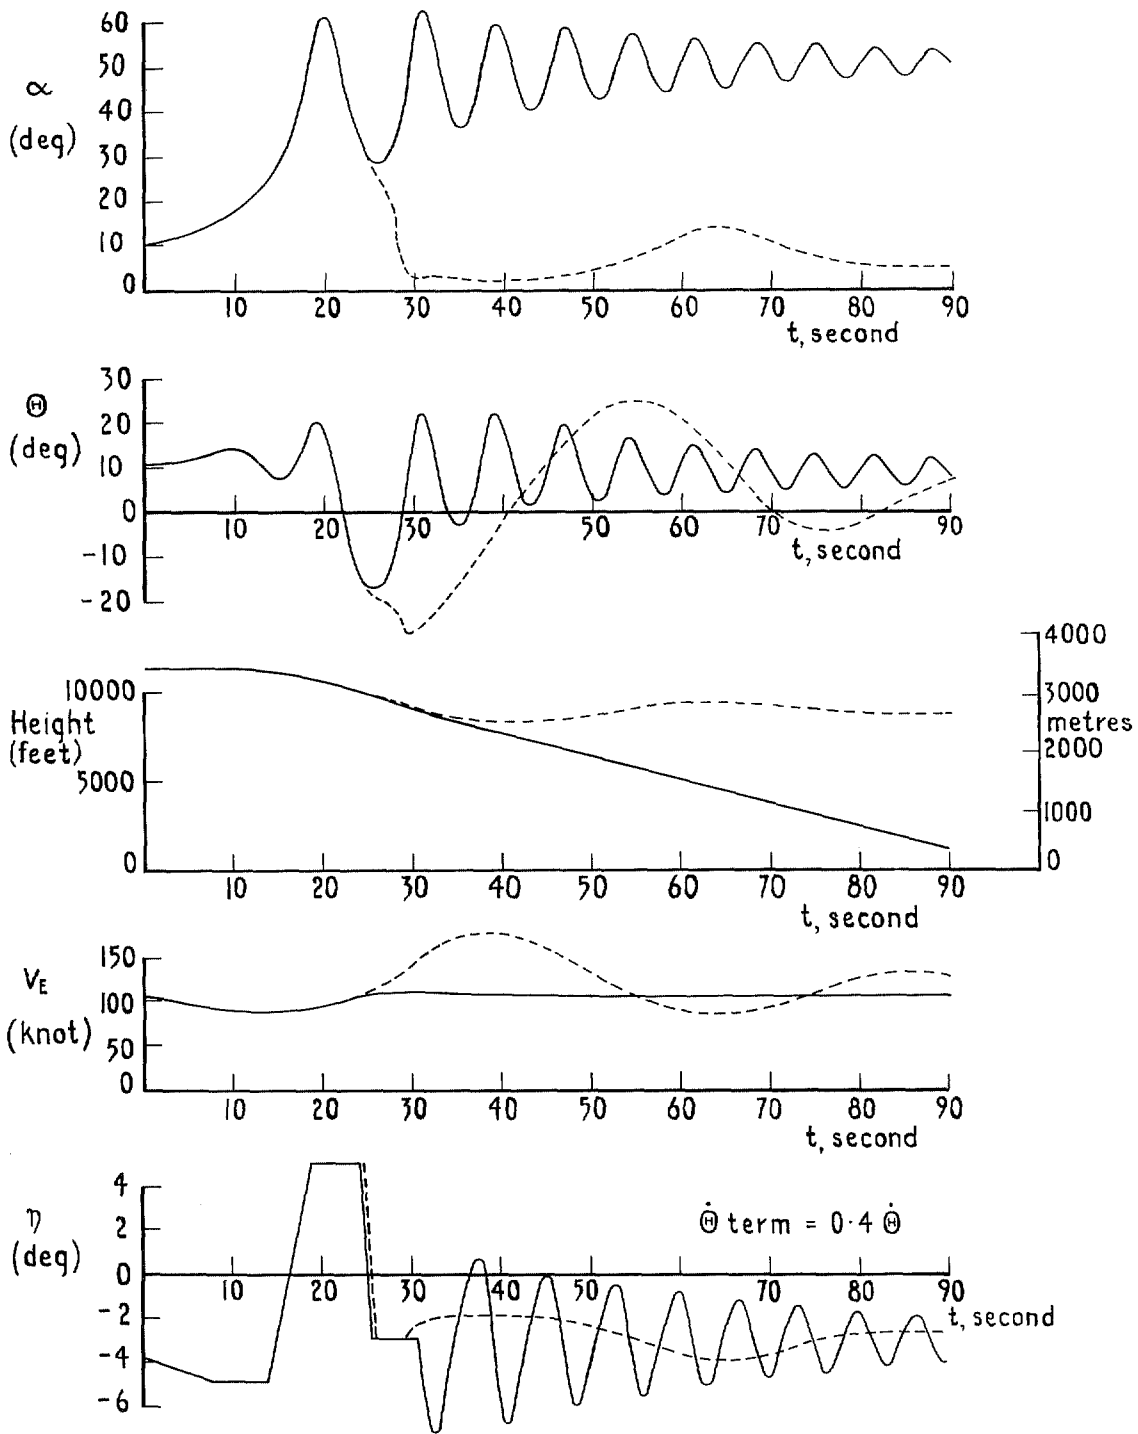 60
50
α
40
(deg)
30
20
10
0
10 20 30 40 50 60 70 80 90
t, second
30
Θ
20
(deg)
10
0
10 20 30 40 50 60 70 80 90
-10
t, second
-20
4000
10000
3000
Height
metres
(feet)
2000
5000
1000
0
0
10 20 30 40 50 60 70 80 90
t, second
150
VE
100
(knot)
50
0
10 20 30 40 50 60 70 80 90
t, second
4
η
Θ̇ term = 0·4 Θ̇
2
(deg)
0
10 20 30 40 50 60 70 80 90
-2
t, second
-4
-6